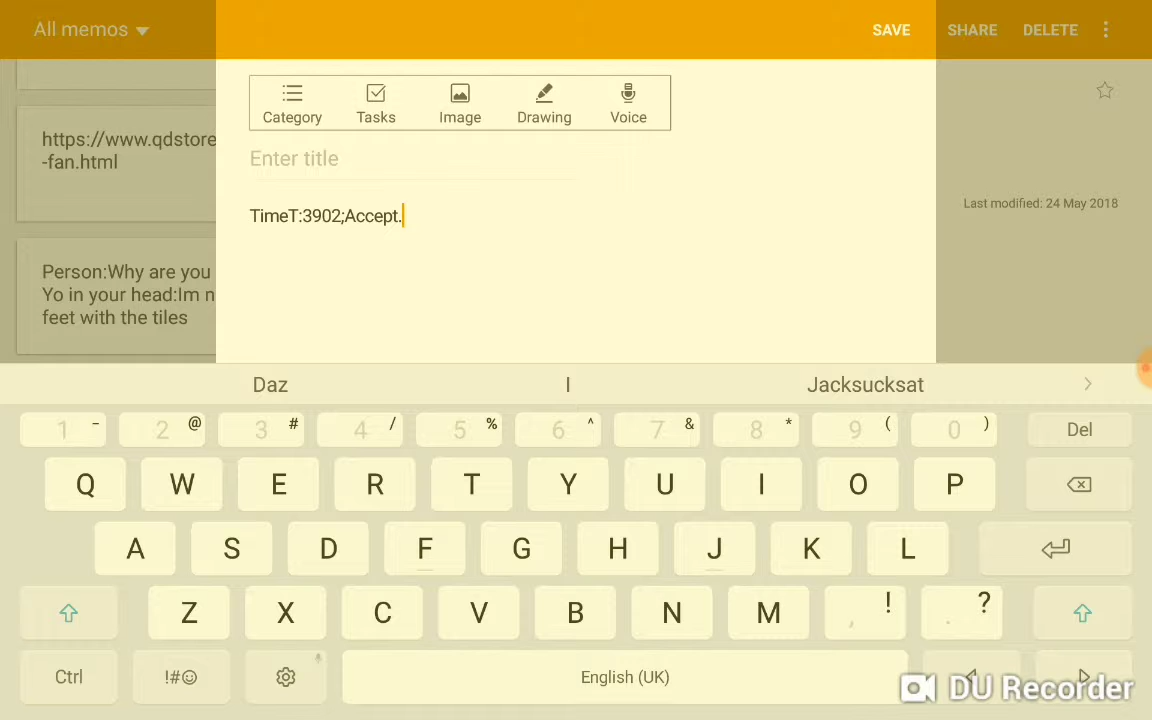 All memos
SAVE
SHARE
DELETE
Category
Tasks
Image
Drawing
Voice
https://www.qdstore
-fan.html
Enter title
Last modified: 24 May 2018
TimeT:3902;Accept.
Person:Why are you
Yo in your head:Im n
feet with the tiles
Daz
I
Jacksucksat
1 - 2 @ 3 # 4 / 5 % 6 ^ 7 & 8 * 9 ( 0 ) Del
Q W E R T Y U I O P
A S D F G H J K L
Z X C V B N M , ! . ?
Ctrl !#☺ English (UK)
DU Recorder